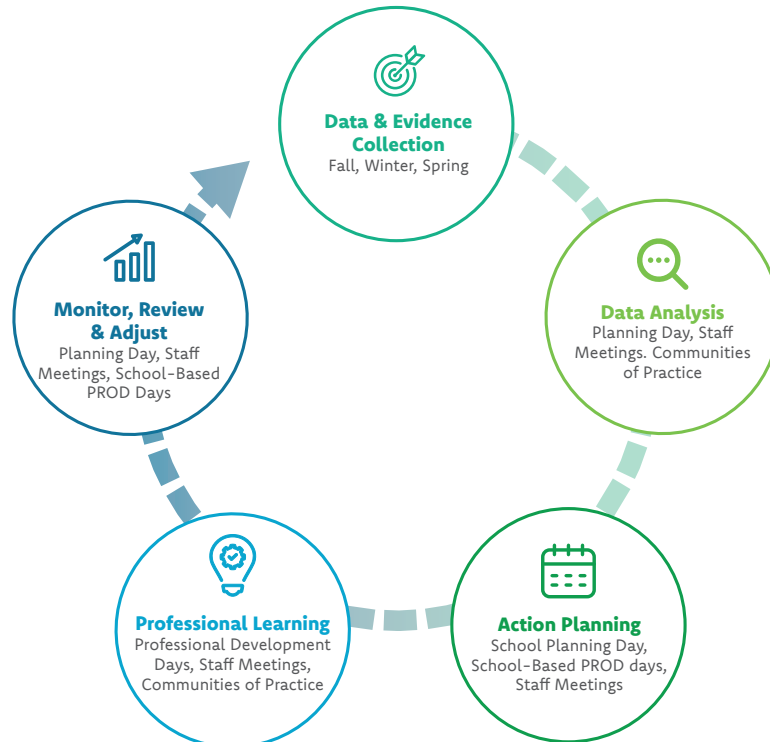 Data & Evidence
Collection
Fall, Winter, Spring
Data Analysis
Planning Day, Staff
Meetings. Communities
of Practice
Action Planning
School Planning Day,
School-Based PROD days,
Staff Meetings
Professional Learning
Professional Development
Days, Staff Meetings,
Communities of Practice
Monitor, Review
& Adjust
Planning Day, Staff
Meetings, School-Based
PROD Days